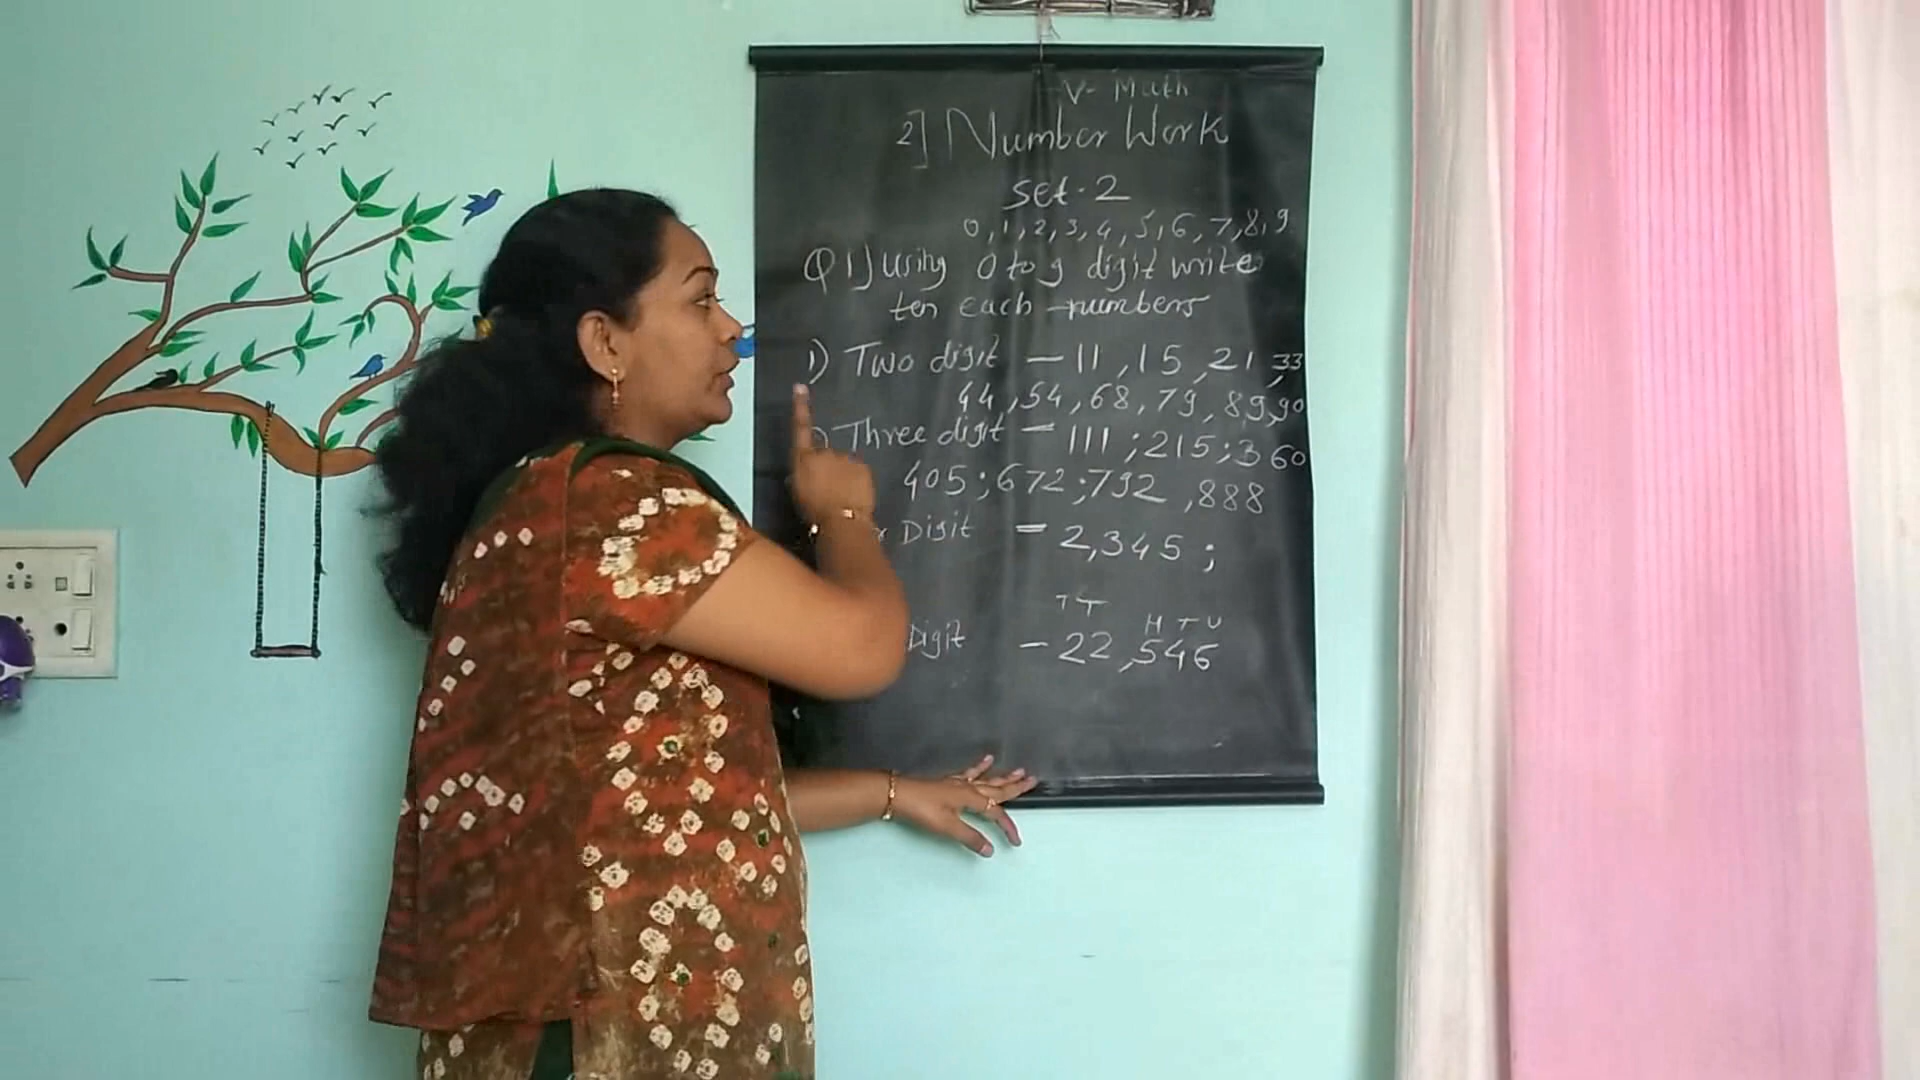 V- Math
2] Number Work
Set-2
0,1,2,3,4,5,6,7,8,9
Q1) using 0 to 9 digit write
ten each numbers
1) Two digit – 11, 15, 21, 33
44, 54, 68, 79, 89, 90
) Three digit – 111; 215; 360
405; 672; 792, 888
r Digit = 2,345;
TT
H T U
Digit – 22,546